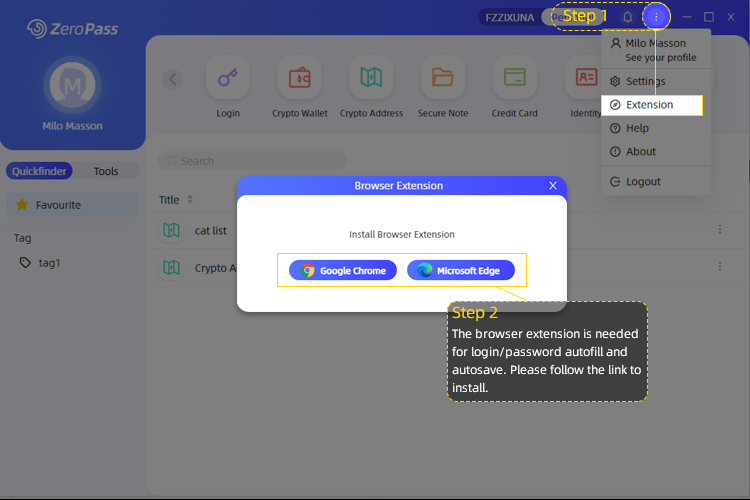 ZeroPass
FZZIXUNA
Step 1
Milo Masson
See your profile
Settings
Extension
Help
About
Logout
M
Milo Masson
Quickfinder
Tools
Favourite
Tag
tag1
Login
Crypto Wallet
Crypto Address
Secure Note
Credit Card
Identity
Search
Title
cat list
Crypto A
Browser Extension
X
Install Browser Extension
Google Chrome
Microsoft Edge
Step 2
The browser extension is needed
for login/password autofill and
autosave. Please follow the link to
install.